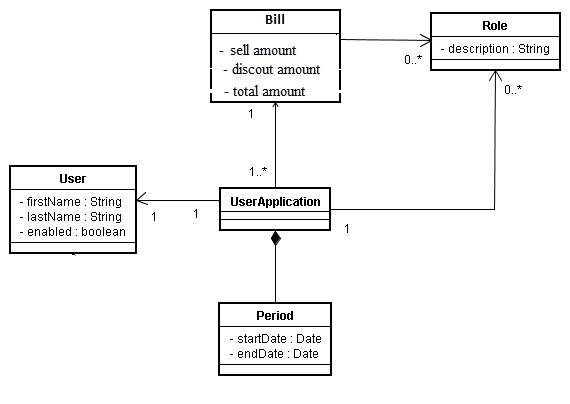 Bill
- sell amount
- discout amount
- total amount
Role
- description : String
0..*
0..*
1
1..*
User
- firstName : String
- lastName : String
- enabled : boolean
1
1
UserApplication
1
Period
- startDate : Date
- endDate : Date